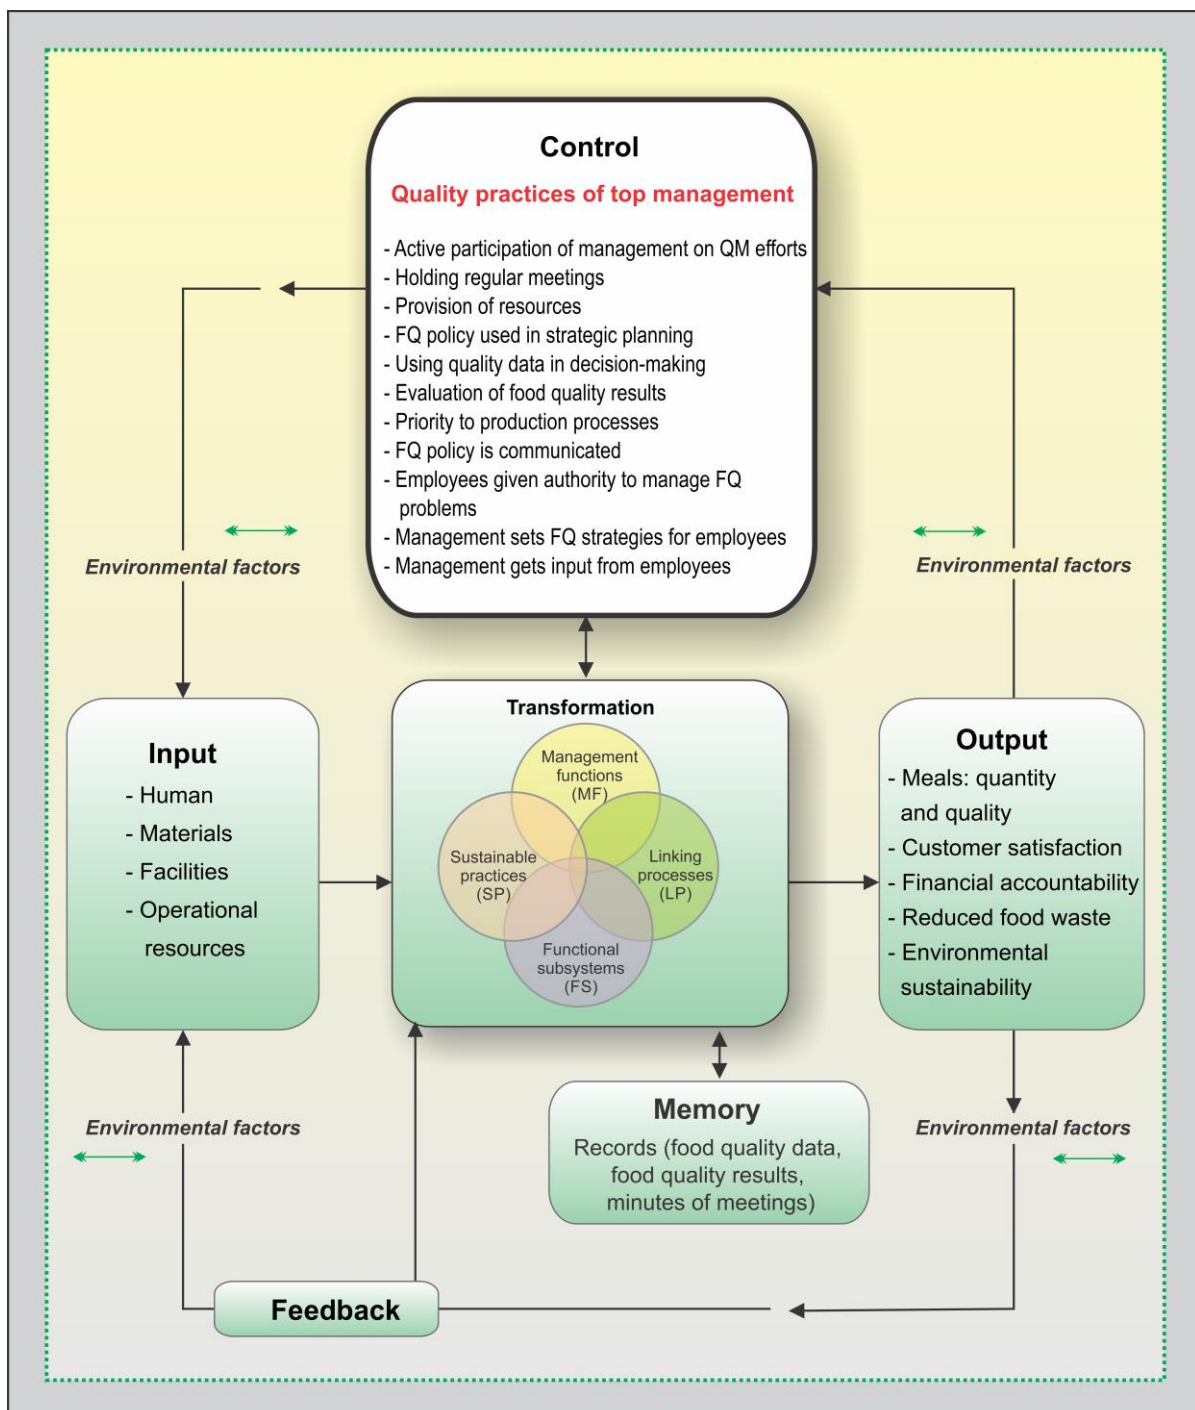 Control
Quality practices of top management
- Active participation of management on QM efforts
- Holding regular meetings
- Provision of resources
- FQ policy used in strategic planning
- Using quality data in decision-making
- Evaluation of food quality results
- Priority to production processes
- FQ policy is communicated
- Employees given authority to manage FQ
problems
- Management sets FQ strategies for employees
- Management gets input from employees
Environmental factors
Environmental factors
Input
- Human
- Materials
- Facilities
- Operational
resources
Transformation
Management
functions
(MF)
Sustainable
practices
(SP)
Linking
processes
(LP)
Functional
subsystems
(FS)
Output
- Meals: quantity
and quality
- Customer satisfaction
- Financial accountability
- Reduced food waste
- Environmental
sustainability
Environmental factors
Memory
Records (food quality data,
food quality results,
minutes of meetings)
Environmental factors
Feedback